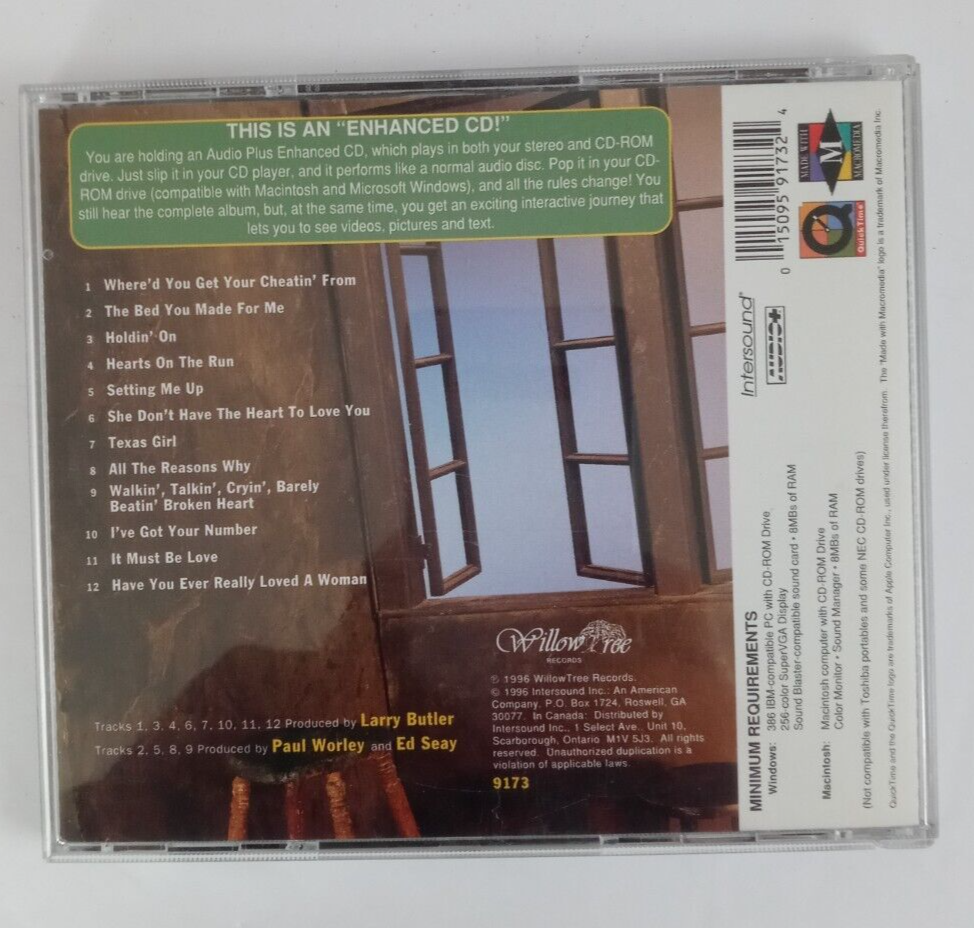 THIS IS AN "ENHANCED CD!"
You are holding an Audio Plus Enhanced CD, which plays in both your stereo and CD-ROM
drive. Just slip it in your CD player, and it performs like a normal audio disc. Pop it in your CD-
ROM drive (compatible with Macintosh and Microsoft Windows), and all the rules change! You
still hear the complete album, but, at the same time, you get an exciting interactive journey that
lets you to see videos, pictures and text.
1 Where'd You Get Your Cheatin' From
2 The Bed You Made For Me
3 Holdin' On
4 Hearts On The Run
5 Setting Me Up
6 She Don't Have The Heart To Love You
7 Texas Girl
8 All The Reasons Why
9 Walkin', Talkin', Cryin', Barely
Beatin' Broken Heart
10 I've Got Your Number
11 It Must Be Love
12 Have You Ever Really Loved A Woman
Tracks 1, 3, 4, 6, 7, 10, 11, 12 Produced by Larry Butler
Tracks 2, 5, 8, 9 Produced by Paul Worley and Ed Seay
WillowTree
RECORDS
℗ 1996 WillowTree Records.
© 1996 Intersound Inc.: An American
Company. P.O. Box 1724, Roswell, GA
30077. In Canada: Distributed by
Intersound Inc., 1 Select Ave., Unit 10,
Scarborough, Ontario. M1V 5J3. All rights
reserved. Unauthorized duplication is a
violation of applicable laws.
9173
MINIMUM REQUIREMENTS
Windows: 386 IBM-compatible PC with CD-ROM Drive
256-color SuperVGA Display
Sound Blaster-compatible sound card • 8MBs of RAM
Macintosh: Macintosh computer with CD-ROM Drive
Color Monitor • Sound Manager • 8MBs of RAM
(Not compatible with Toshiba portables and some NEC CD-ROM drives)
QuickTime and the QuickTime logo are trademarks of Apple Computer Inc., used under license therefrom. The "Made with Macromedia" logo is a trademark of Macromedia Inc.
Intersound®
AUDIO+
0 15095 91732 4
QuickTime™
MADE WITH
M
MACROMEDIA